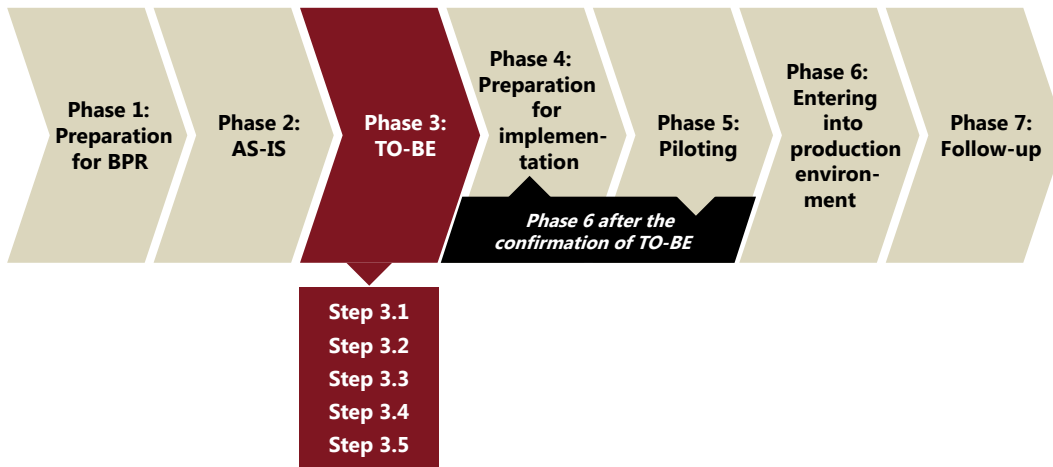 Phase 1:
Preparation
for BPR
Phase 2:
AS-IS
Phase 3:
TO-BE
Phase 4:
Preparation
for
implemen-
tation
Phase 5:
Piloting
Phase 6:
Entering
into
production
environ-
ment
Phase 7:
Follow-up
Phase 6 after the
confirmation of TO-BE
Step 3.1
Step 3.2
Step 3.3
Step 3.4
Step 3.5